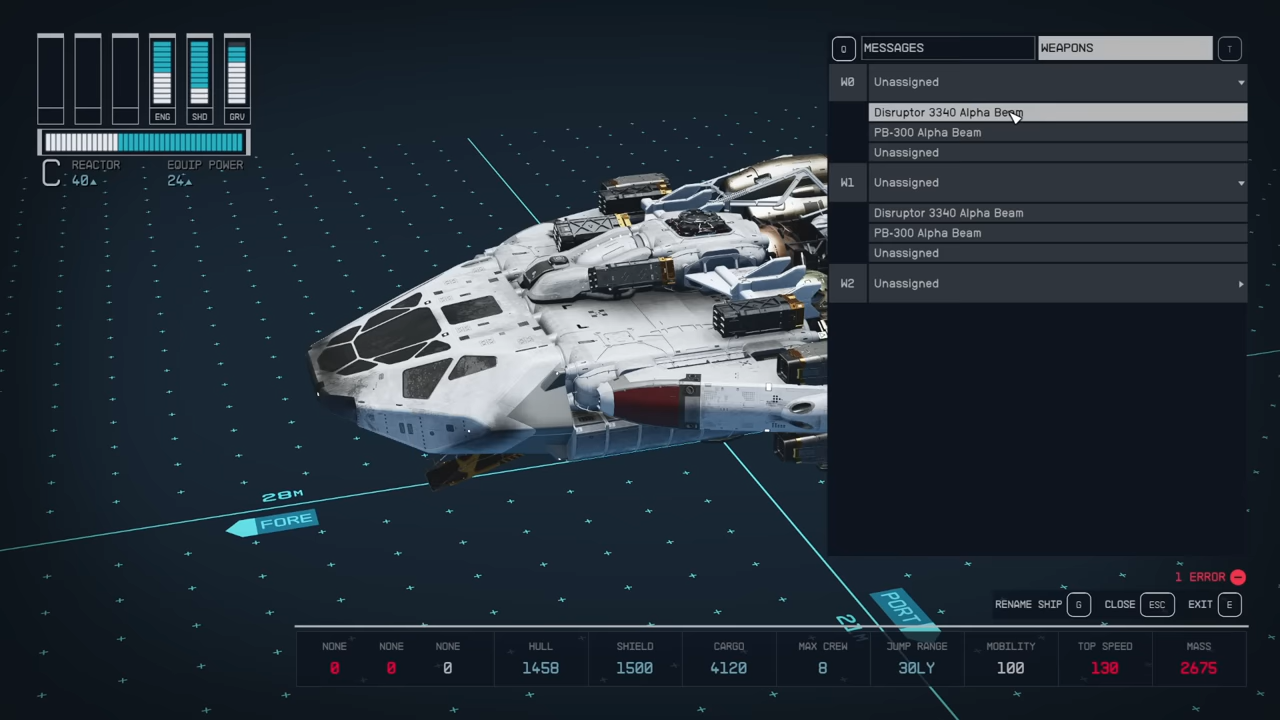 ENG SHD GRV
C REACTOR EQUIP POWER
40▲ 24▲
Q MESSAGES WEAPONS T
W0 Unassigned
Disruptor 3340 Alpha Beam
PB-300 Alpha Beam
Unassigned
W1 Unassigned
Disruptor 3340 Alpha Beam
PB-300 Alpha Beam
Unassigned
W2 Unassigned
28M
FORE
PORT
21M
1 ERROR
RENAME SHIP G CLOSE ESC EXIT E
NONE NONE NONE HULL SHIELD CARGO MAX CREW JUMP RANGE MOBILITY TOP SPEED MASS
0 0 0 1458 1500 4120 8 30LY 100 130 2675